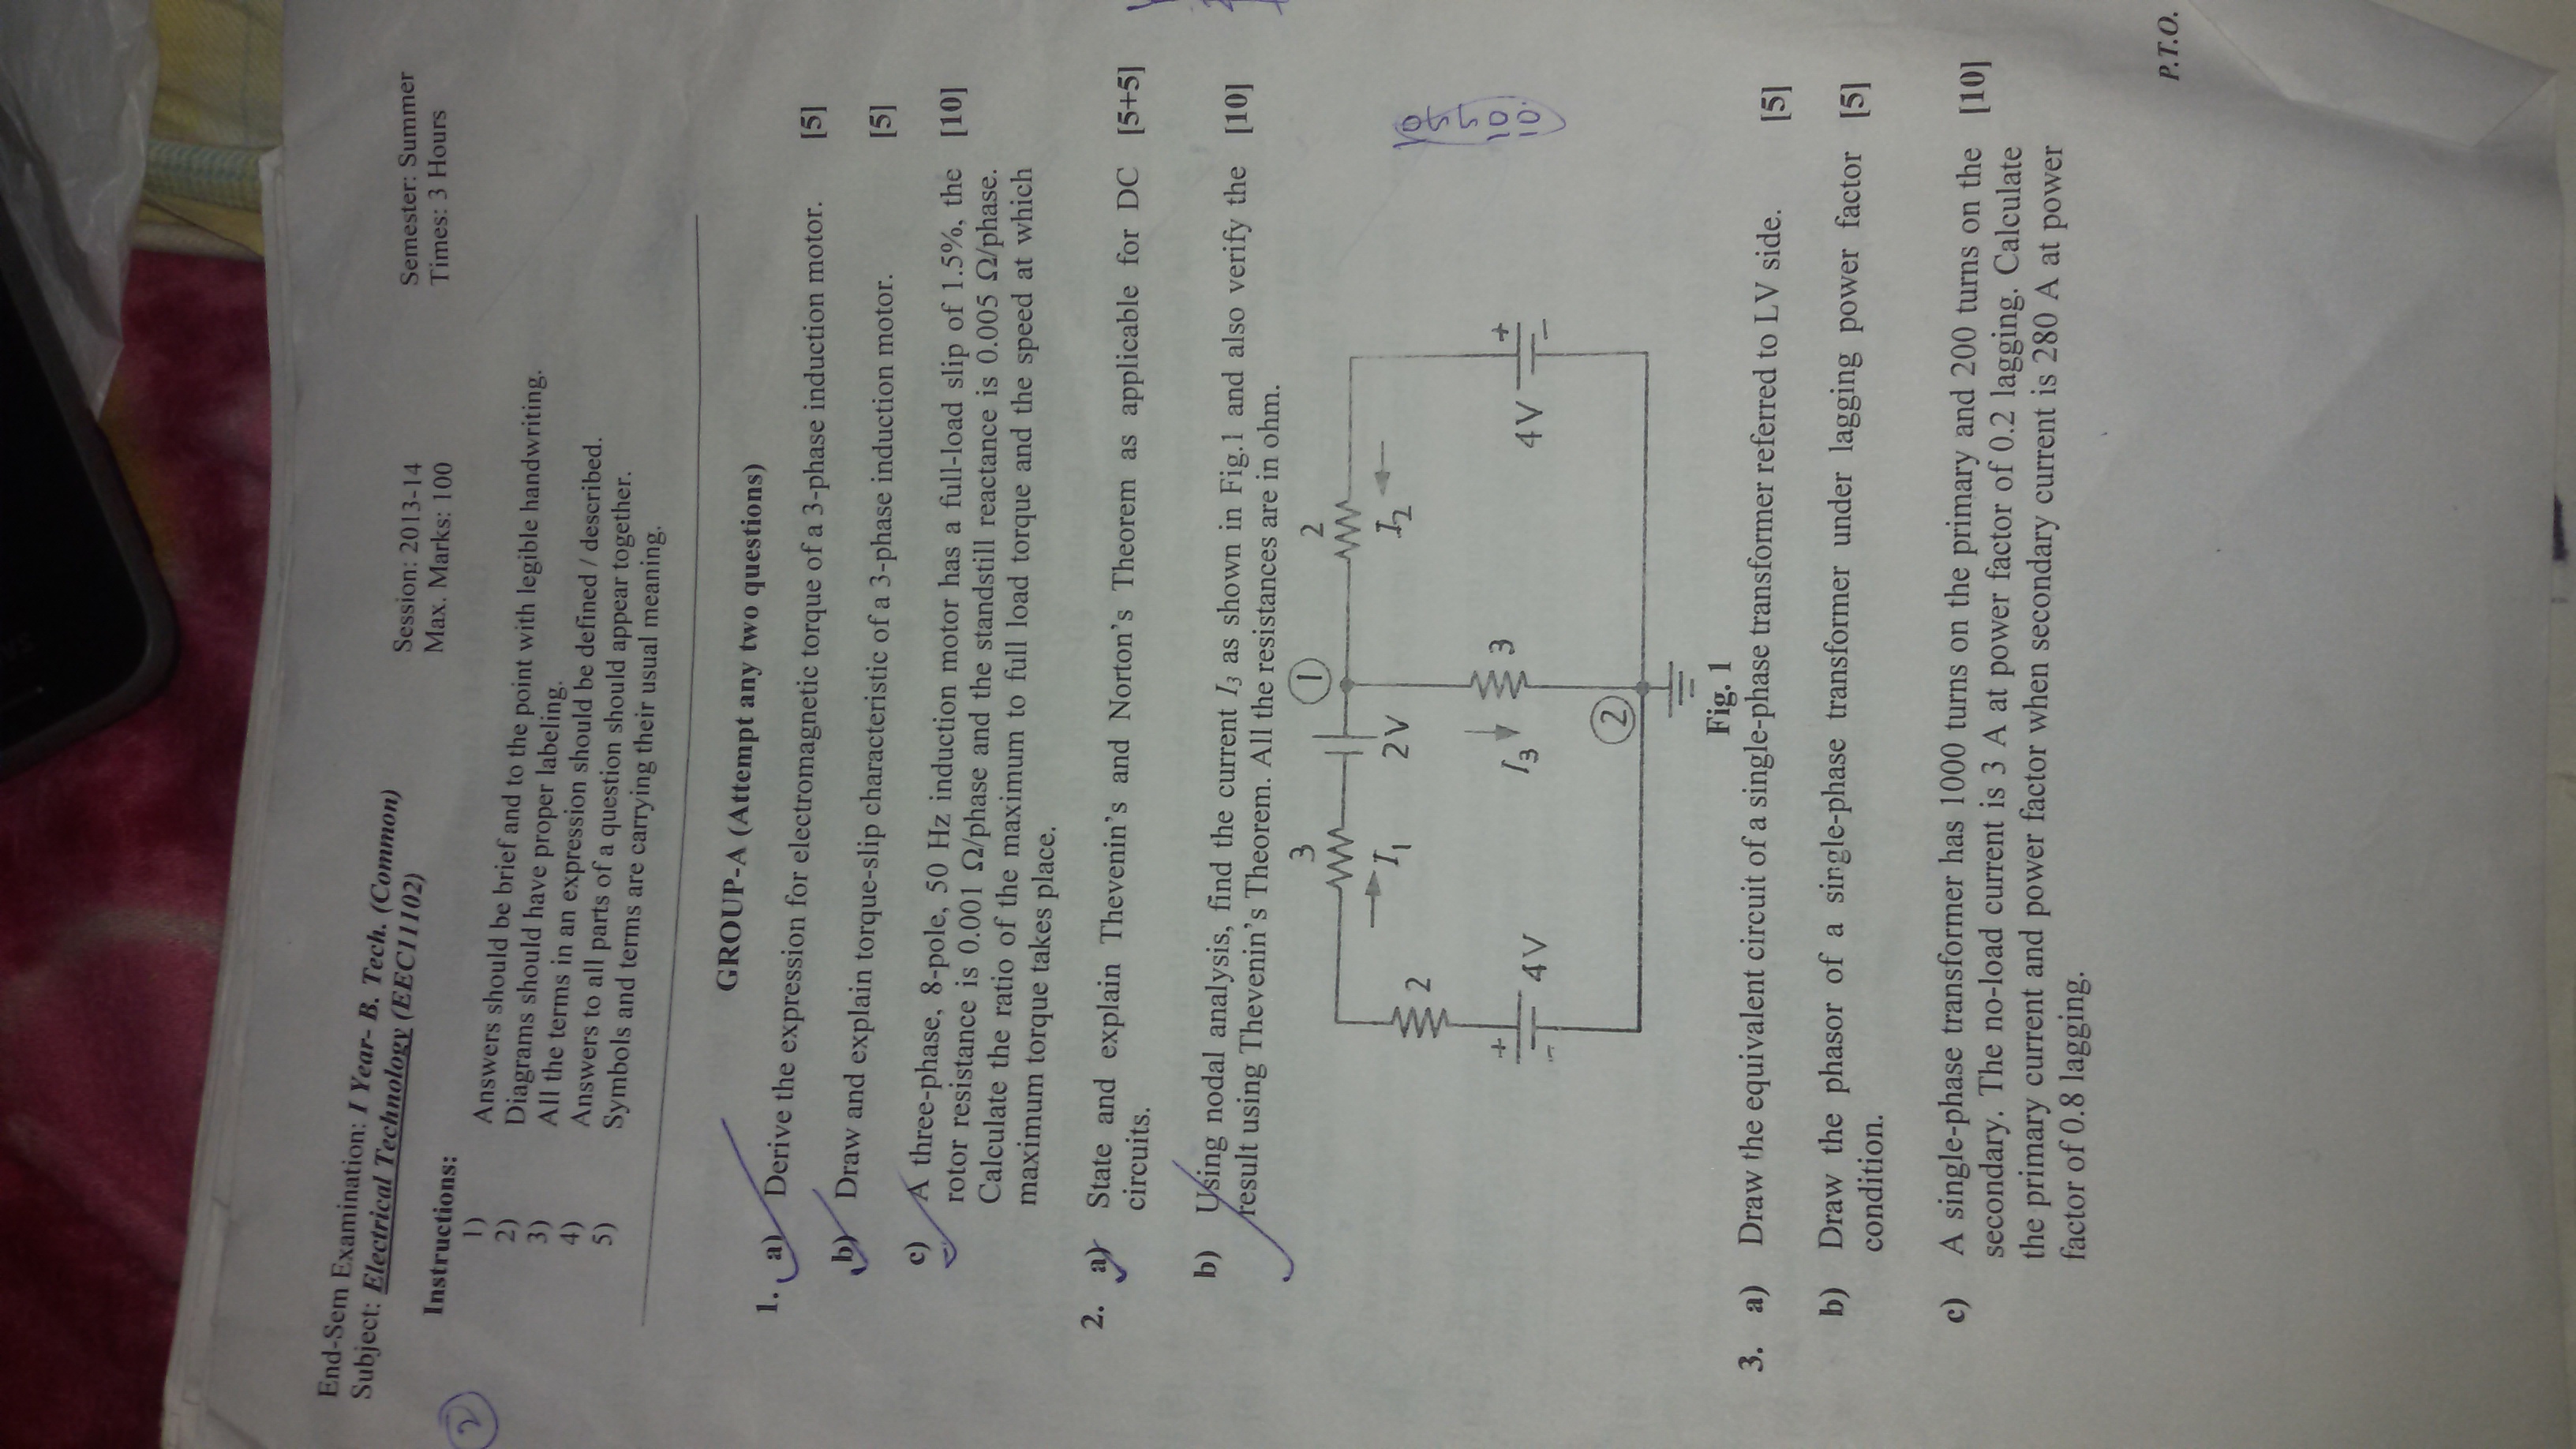 End-Sem Examination: I Year- B. Tech. (Common)
Subject: Electrical Technology (EEC11102)
Session: 2013-14
Max. Marks: 100
Semester: Summer
Times: 3 Hours
2
Instructions:
1) Answers should be brief and to the point with legible handwriting.
2) Diagrams should have proper labeling.
3) All the terms in an expression should be defined / described.
4) Answers to all parts of a question should appear together.
5) Symbols and terms are carrying their usual meaning.
GROUP-A (Attempt any two questions)
1. a) Derive the expression for electromagnetic torque of a 3-phase induction motor. [5]
b) Draw and explain torque-slip characteristic of a 3-phase induction motor. [5]
c) A three-phase, 8-pole, 50 Hz induction motor has a full-load slip of 1.5%, the [10]
rotor resistance is 0.001 Ω/phase and the standstill reactance is 0.005 Ω/phase.
Calculate the ratio of the maximum to full load torque and the speed at which
maximum torque takes place.
2. a) State and explain Thevenin's and Norton's Theorem as applicable for DC [5+5]
circuits.
b) Using nodal analysis, find the current I3 as shown in Fig.1 and also verify the [10]
result using Thevenin's Theorem. All the resistances are in ohm.
3 1 2
I1 2V I2
2
+ I3 3 +
4V 4V
- -
2
10
5
5
10
10
Fig. 1
3. a) Draw the equivalent circuit of a single-phase transformer referred to LV side. [5]
b) Draw the phasor of a single-phase transformer under lagging power factor [5]
condition.
c) A single-phase transformer has 1000 turns on the primary and 200 turns on the [10]
secondary. The no-load current is 3 A at power factor of 0.2 lagging. Calculate
the primary current and power factor when secondary current is 280 A at power
factor of 0.8 lagging.
P.T.O.